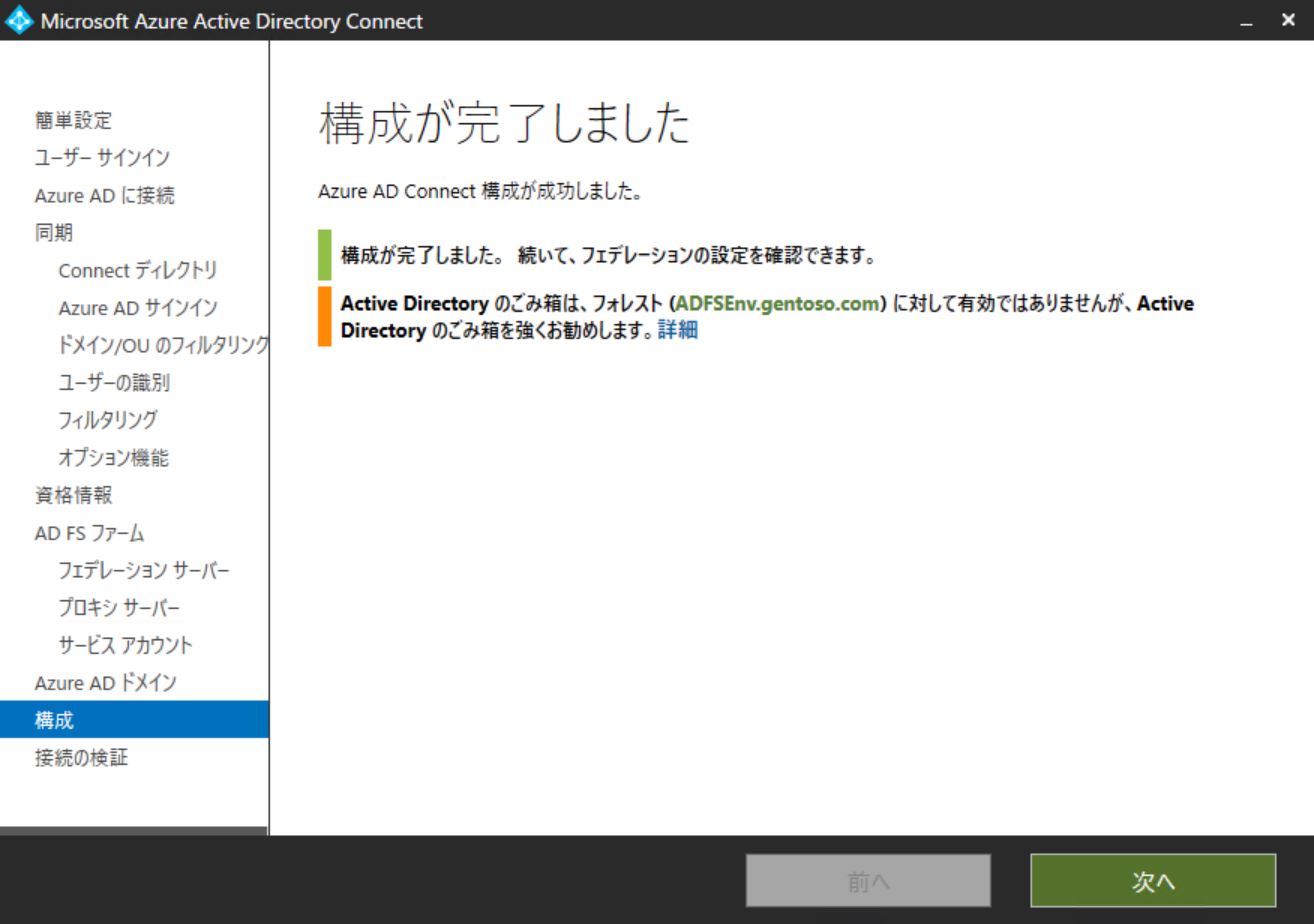 Microsoft Azure Active Directory Connect
簡単設定
ユーザー サインイン
Azure AD に接続
同期
Connect ディレクトリ
Azure AD サインイン
ドメイン/OU のフィルタリング
ユーザーの識別
フィルタリング
オプション機能
資格情報
AD FS ファーム
フェデレーション サーバー
プロキシ サーバー
サービス アカウント
Azure AD ドメイン
構成
接続の検証
構成が完了しました
Azure AD Connect 構成が成功しました。
構成が完了しました。 続いて、フェデレーションの設定を確認できます。
Active Directory のごみ箱は、フォレスト (ADFSEnv.gentoso.com) に対して有効ではありませんが、Active
Directory のごみ箱を強くお勧めします。詳細
前へ
次へ